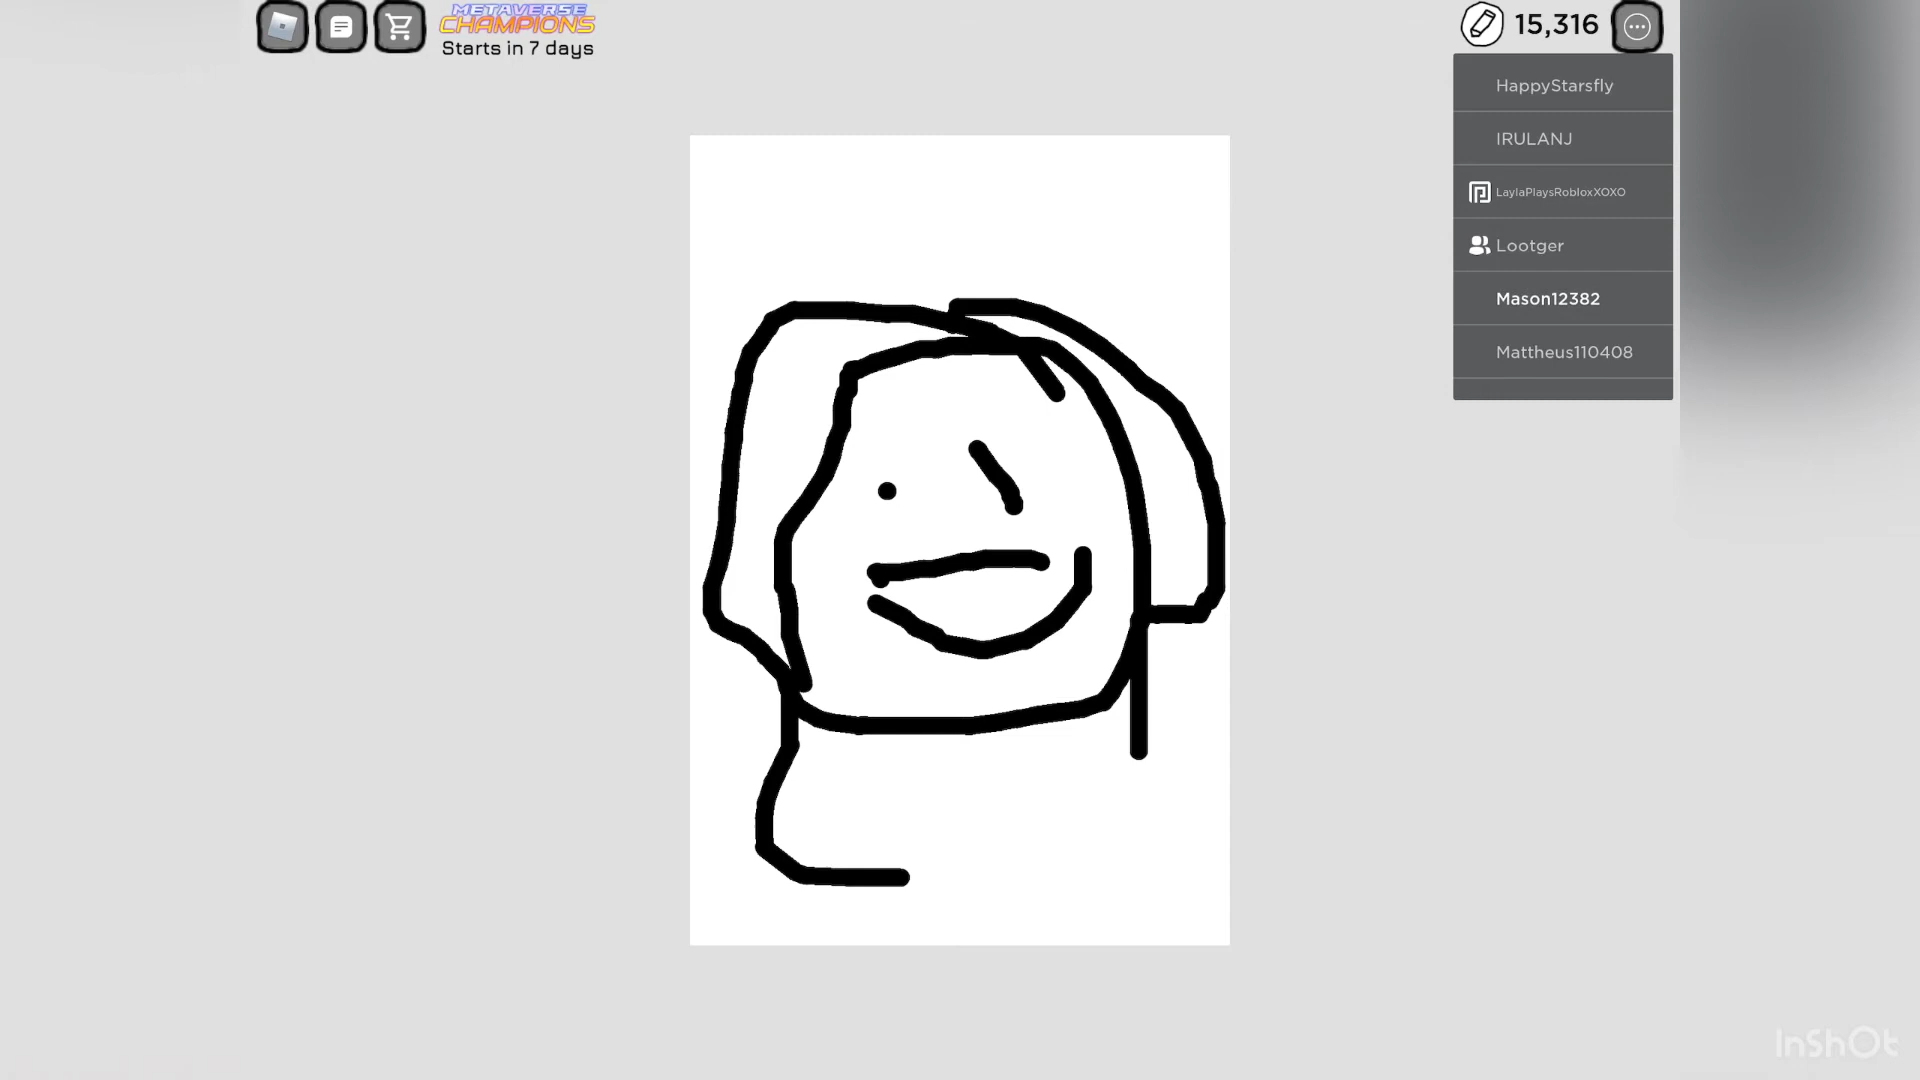 METAVERSE
CHAMPIONS
Starts in 7 days
15,316
HappyStarsfly
IRULANJ
LaylaPlaysRobloxXOXO
Lootger
Mason12382
Mattheus110408
InShOt